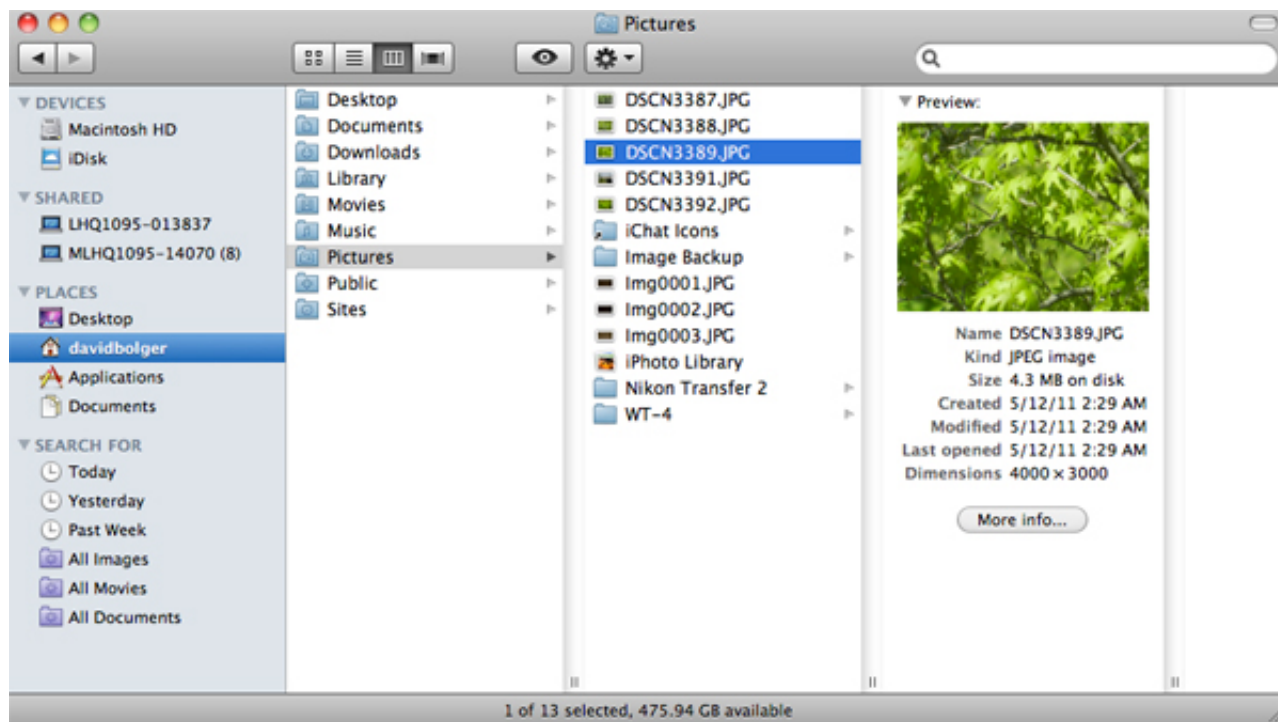 Pictures
DEVICES
Macintosh HD
iDisk
SHARED
LHQ1095-013837
MLHQ1095-14070 (8)
PLACES
Desktop
davidbolger
Applications
Documents
SEARCH FOR
Today
Yesterday
Past Week
All Images
All Movies
All Documents
Desktop
Documents
Downloads
Library
Movies
Music
Pictures
Public
Sites
DSCN3387.JPG
DSCN3388.JPG
DSCN3389.JPG
DSCN3391.JPG
DSCN3392.JPG
iChat Icons
Image Backup
Img0001.JPG
Img0002.JPG
Img0003.JPG
iPhoto Library
Nikon Transfer 2
WT-4
Preview:
Name DSCN3389.JPG
Kind JPEG image
Size 4.3 MB on disk
Created 5/12/11 2:29 AM
Modified 5/12/11 2:29 AM
Last opened 5/12/11 2:29 AM
Dimensions 4000 × 3000
More info...
1 of 13 selected, 475.94 GB available